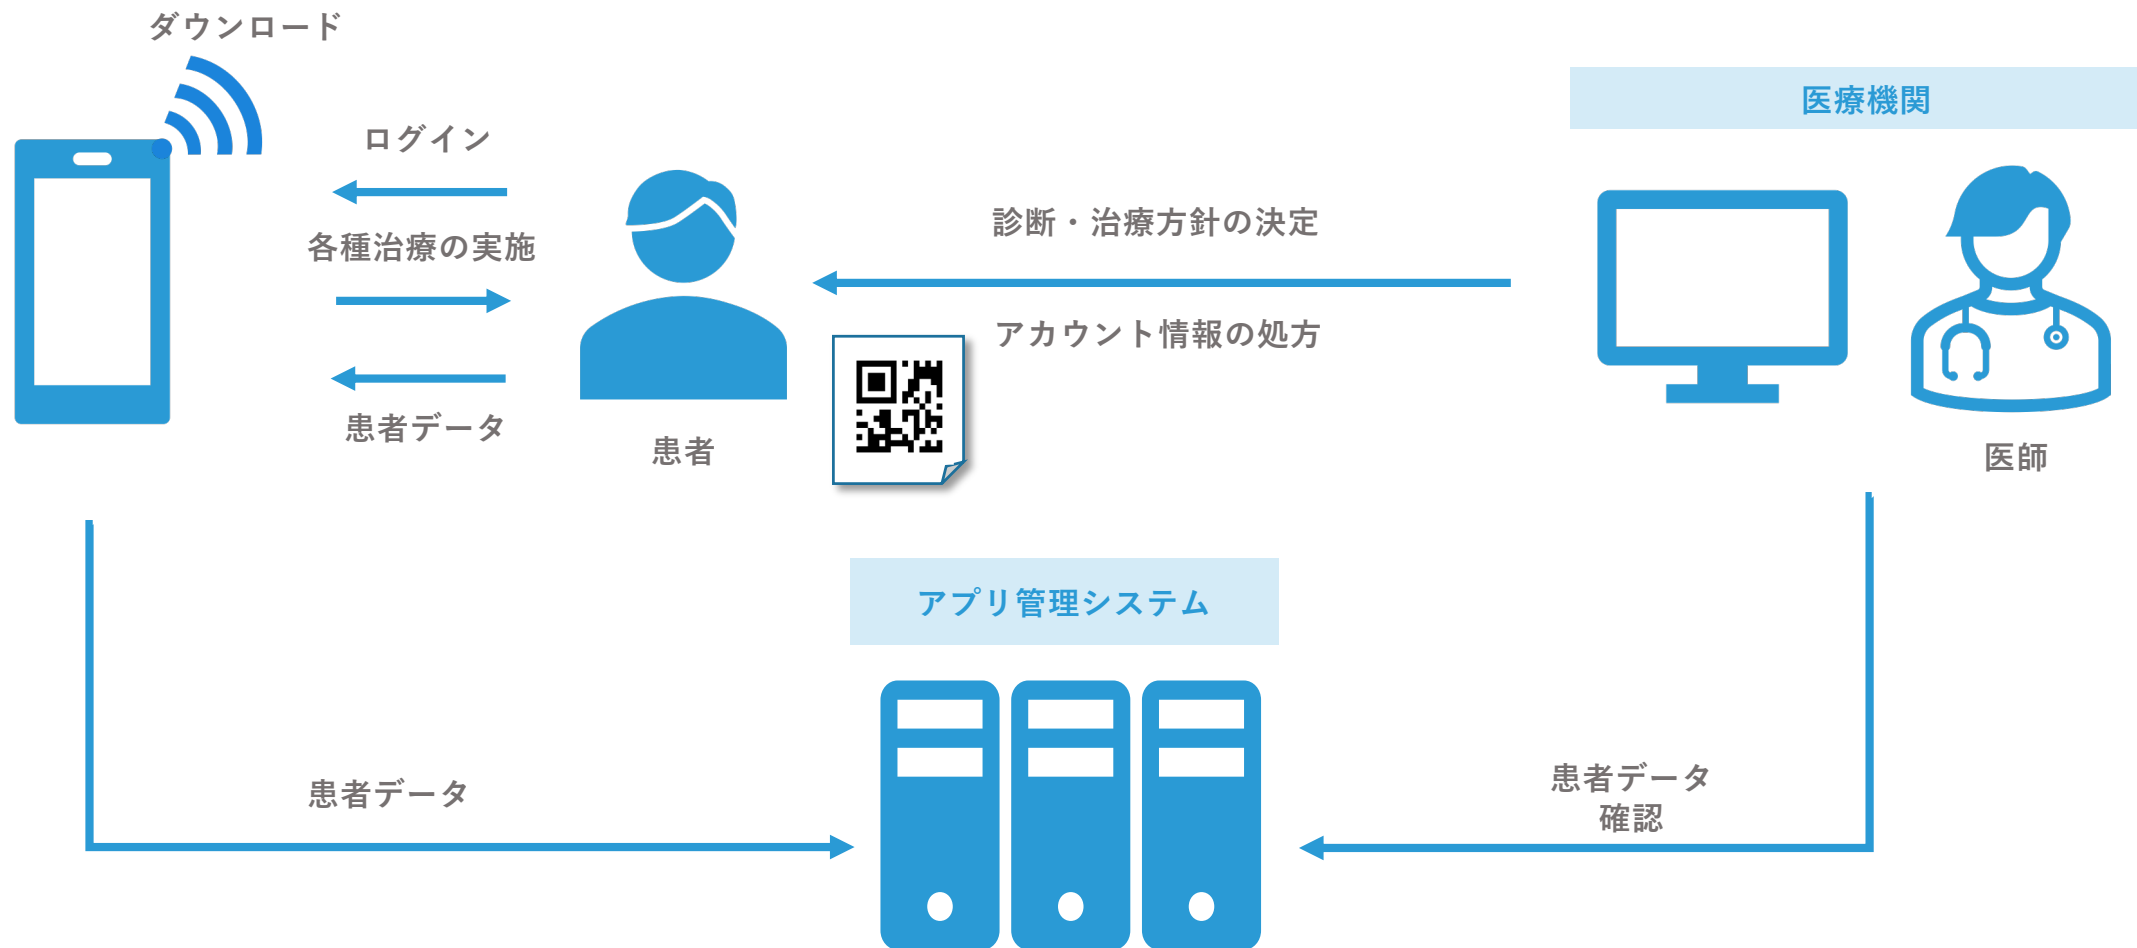 ダウンロード
医療機関
ログイン
各種治療の実施
診断・治療方針の決定
アカウント情報の処方
患者データ
患者
医師
アプリ管理システム
患者データ
患者データ
確認